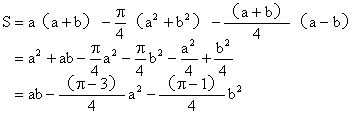 S = a (a+b) - π/4 (a² + b²) - (a+b)/4 (a-b)
= a² + ab - π/4 a² - π/4 b² - a²/4 + b²/4
= ab - (π-3)/4 a² - (π-1)/4 b²